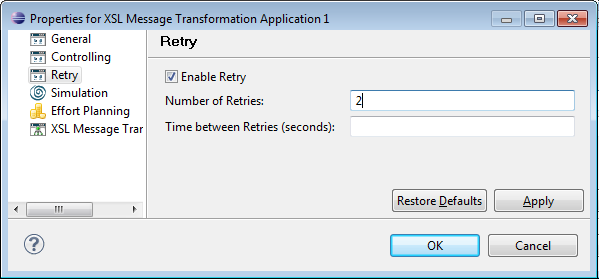 Properties for XSL Message Transformation Application 1
General
Controlling
Retry
Simulation
Effort Planning
XSL Message Trar
Retry
Enable Retry
Number of Retries: 2
Time between Retries (seconds):
Restore Defaults Apply
? OK Cancel